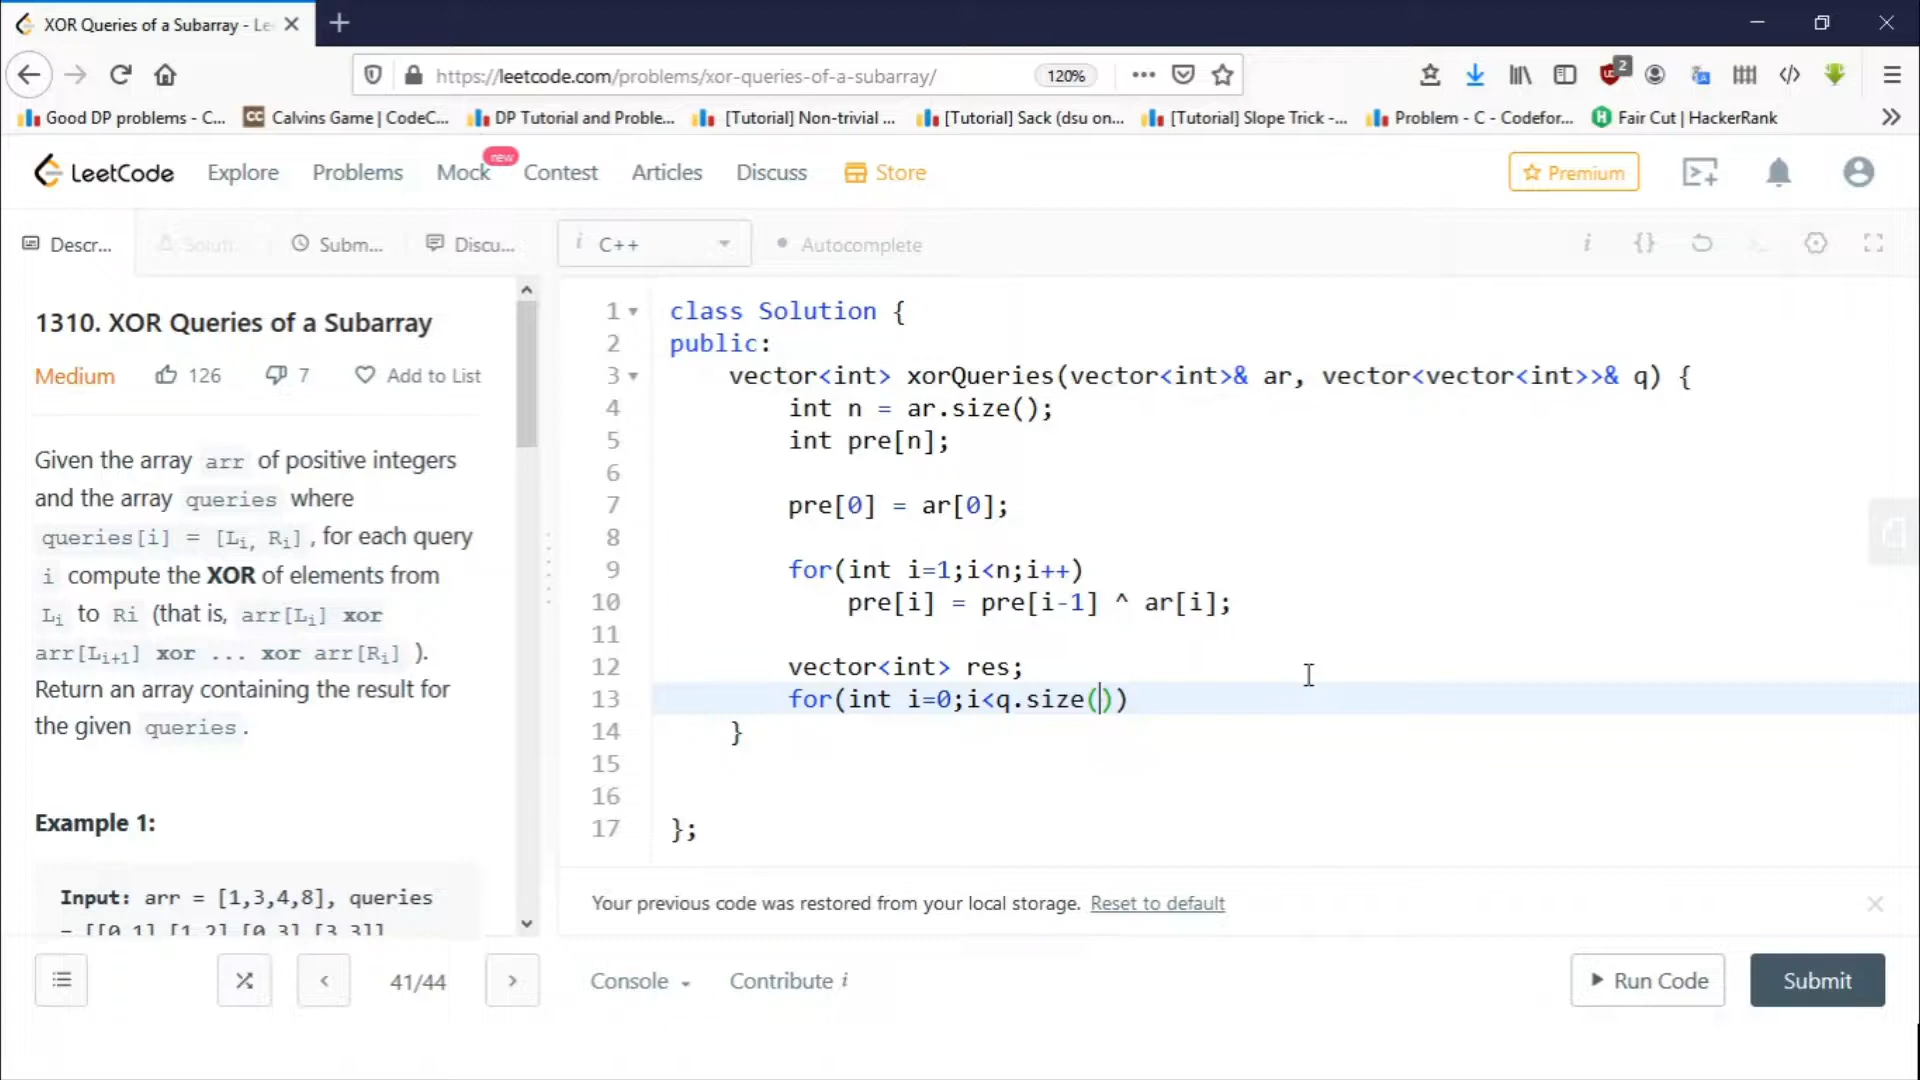 XOR Queries of a Subarray - Le
https://leetcode.com/problems/xor-queries-of-a-subarray/
120%
2
Good DP problems - C...
Calvins Game | CodeC...
DP Tutorial and Proble...
[Tutorial] Non-trivial ...
[Tutorial] Sack (dsu on...
[Tutorial] Slope Trick -...
Problem - C - Codefor...
Fair Cut | HackerRank
LeetCode
Explore
Problems
Mock
new
Contest
Articles
Discuss
Store
Premium
Descr...
Soluti...
Subm...
Discu...
i C++
Autocomplete
i {}
1310. XOR Queries of a Subarray
Medium
126
7
Add to List
Given the array arr of positive integers
and the array queries where
queries[i] = [Li, Ri], for each query
i compute the XOR of elements from
Li to Ri (that is, arr[Li] xor
arr[Li+1] xor ... xor arr[Ri] ).
Return an array containing the result for
the given queries.
Example 1:
Input: arr = [1,3,4,8], queries
= [[0,1],[1,2],[0,3],[3,3]]
1 class Solution {
2 public:
3 vector<int> xorQueries(vector<int>& ar, vector<vector<int>>& q) {
4 int n = ar.size();
5 int pre[n];
6
7 pre[0] = ar[0];
8
9 for(int i=1;i<n;i++)
10 pre[i] = pre[i-1] ^ ar[i];
11
12 vector<int> res;
13 for(int i=0;i<q.size())
14 }
15
16
17 };
Your previous code was restored from your local storage. Reset to default
41/44
Console
Contribute i
Run Code
Submit